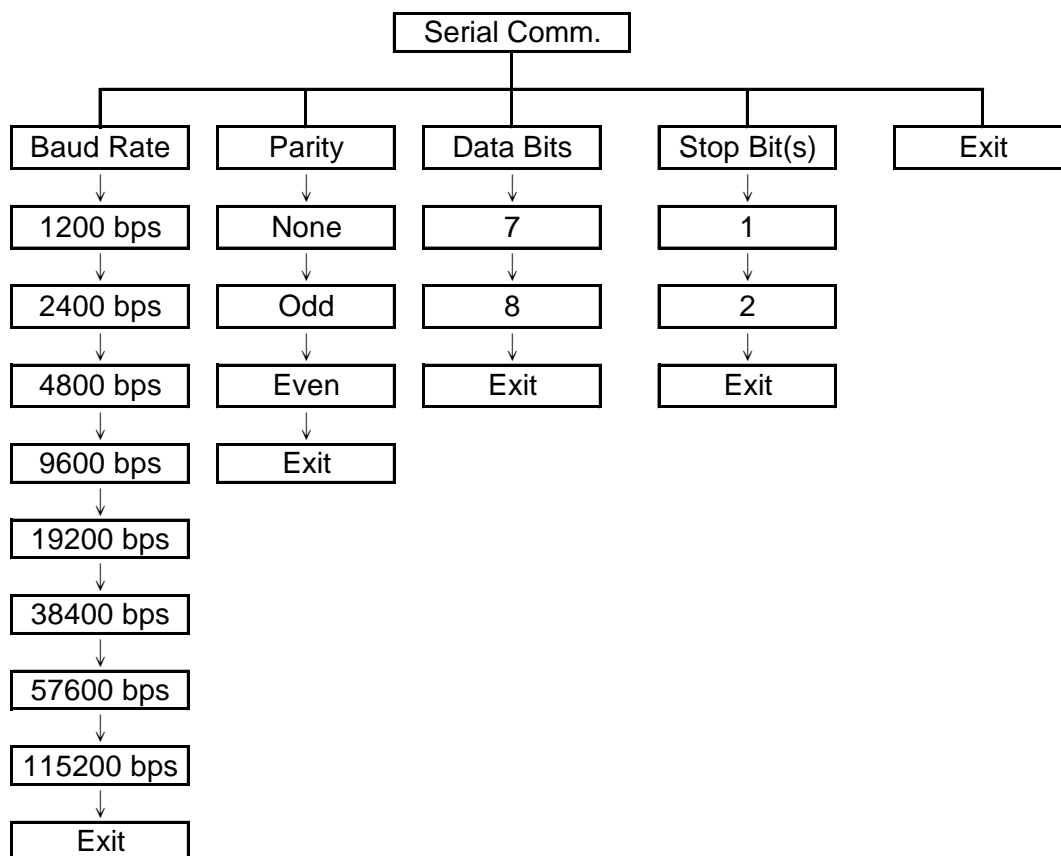 Serial Comm.
Baud Rate
Parity
Data Bits
Stop Bit(s)
Exit
1200 bps
None
7
1
2400 bps
Odd
8
2
4800 bps
Even
Exit
Exit
9600 bps
Exit
19200 bps
38400 bps
57600 bps
115200 bps
Exit